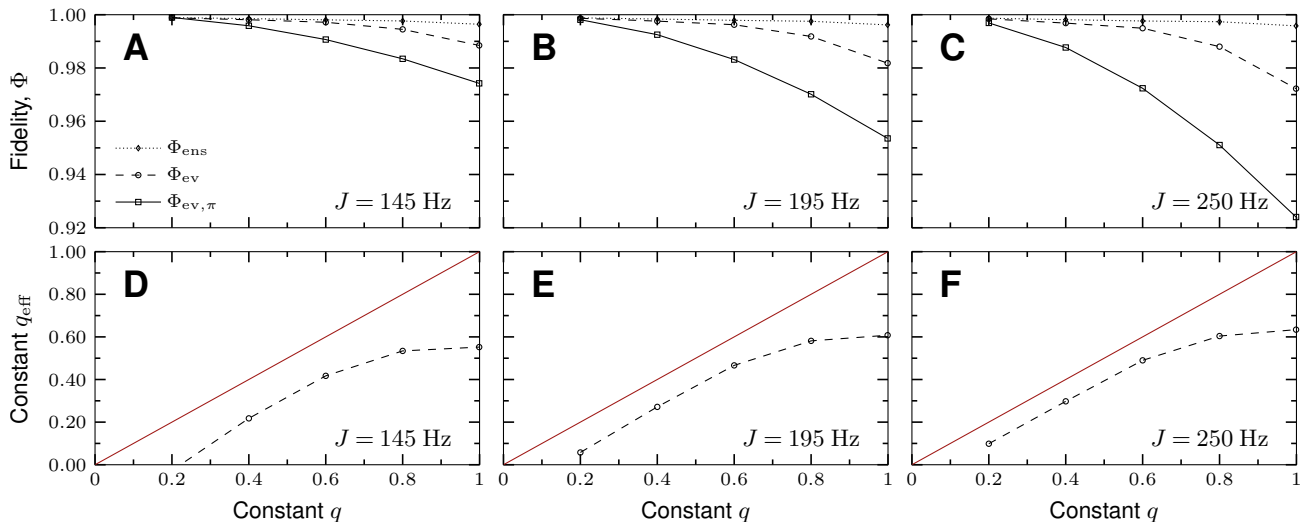 1.00
0.98
0.96
0.94
0.92
Fidelity, Φ
A
Φens
Φev
Φev,π
J = 145 Hz
B
J = 195 Hz
C
J = 250 Hz
1.00
0.80
0.60
0.40
0.20
0.00
Constant qeff
D
J = 145 Hz
E
J = 195 Hz
F
J = 250 Hz
0 0.2 0.4 0.6 0.8 1
0 0.2 0.4 0.6 0.8 1
0 0.2 0.4 0.6 0.8 1
Constant q
Constant q
Constant q